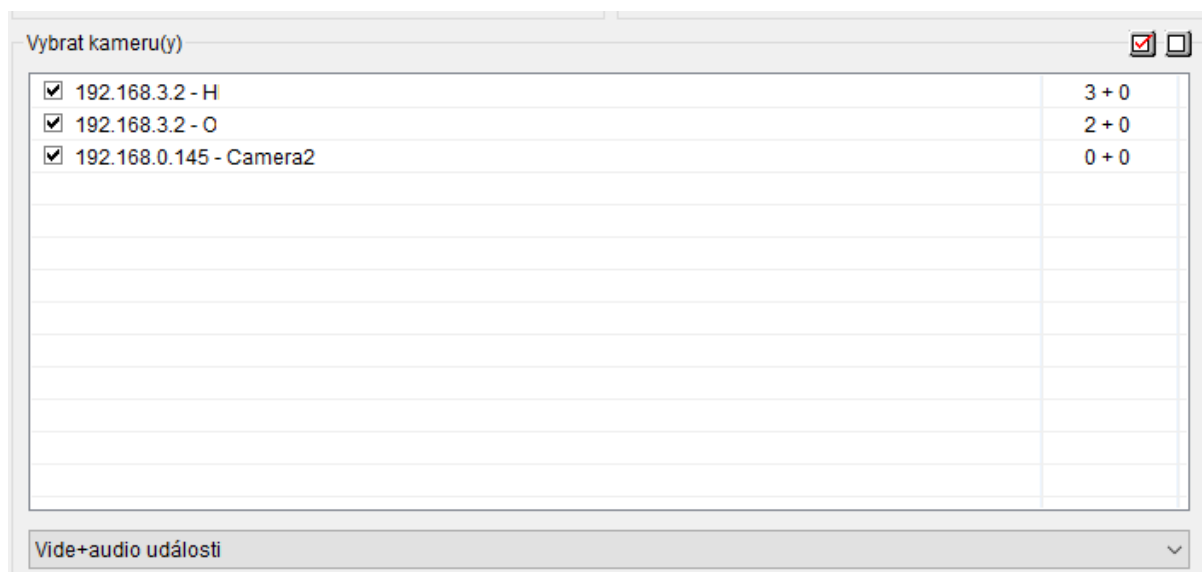 Vybrat kameru(y)
192.168.3.2 - H 3 + 0
192.168.3.2 - O 2 + 0
192.168.0.145 - Camera2 0 + 0
Vide+audio události